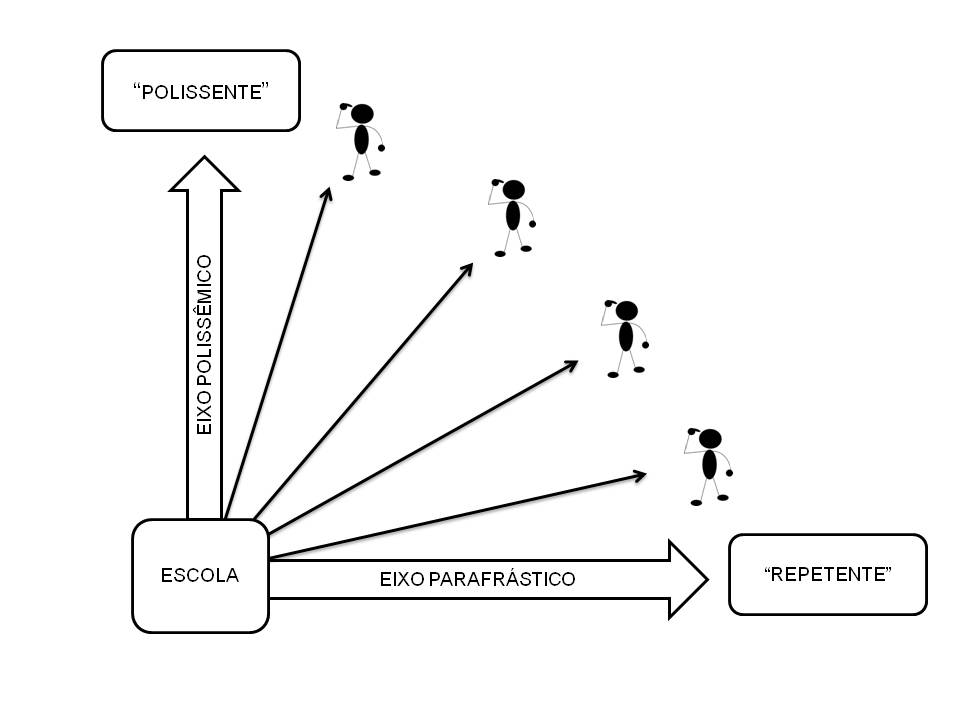 “POLISSENTE”
EIXO POLISSÊMICO
ESCOLA
EIXO PARAFRÁSTICO
“REPETENTE”